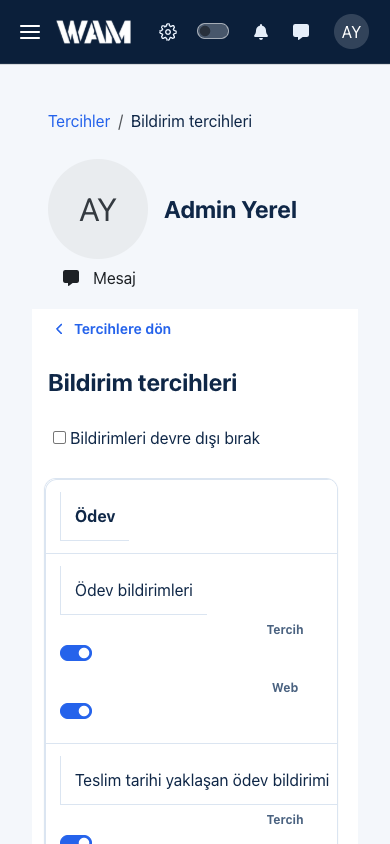 WAM
AY
Tercihler / Bildirim tercihleri
AY
Admin Yerel
Mesaj
Tercihlere dön
Bildirim tercihleri
Bildirimleri devre dışı bırak
Ödev
Ödev bildirimleri
Tercih
Web
Teslim tarihi yaklaşan ödev bildirimi
Tercih